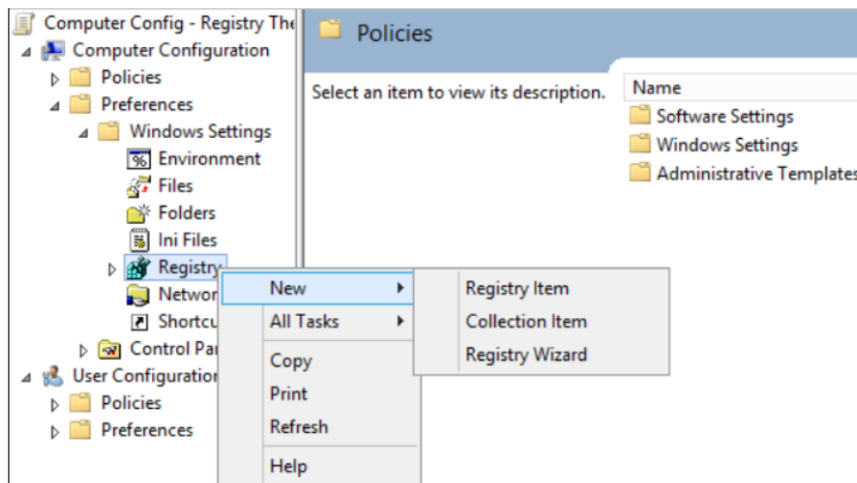 Computer Config - Registry The
Computer Configuration
Policies
Preferences
Windows Settings
Environment
Files
Folders
Ini Files
Registry
Networ
Shortcu
Control Pa
User Configuration
Policies
Preferences
New
All Tasks
Copy
Print
Refresh
Help
Registry Item
Collection Item
Registry Wizard
Policies
Select an item to view its description.
Name
Software Settings
Windows Settings
Administrative Templates